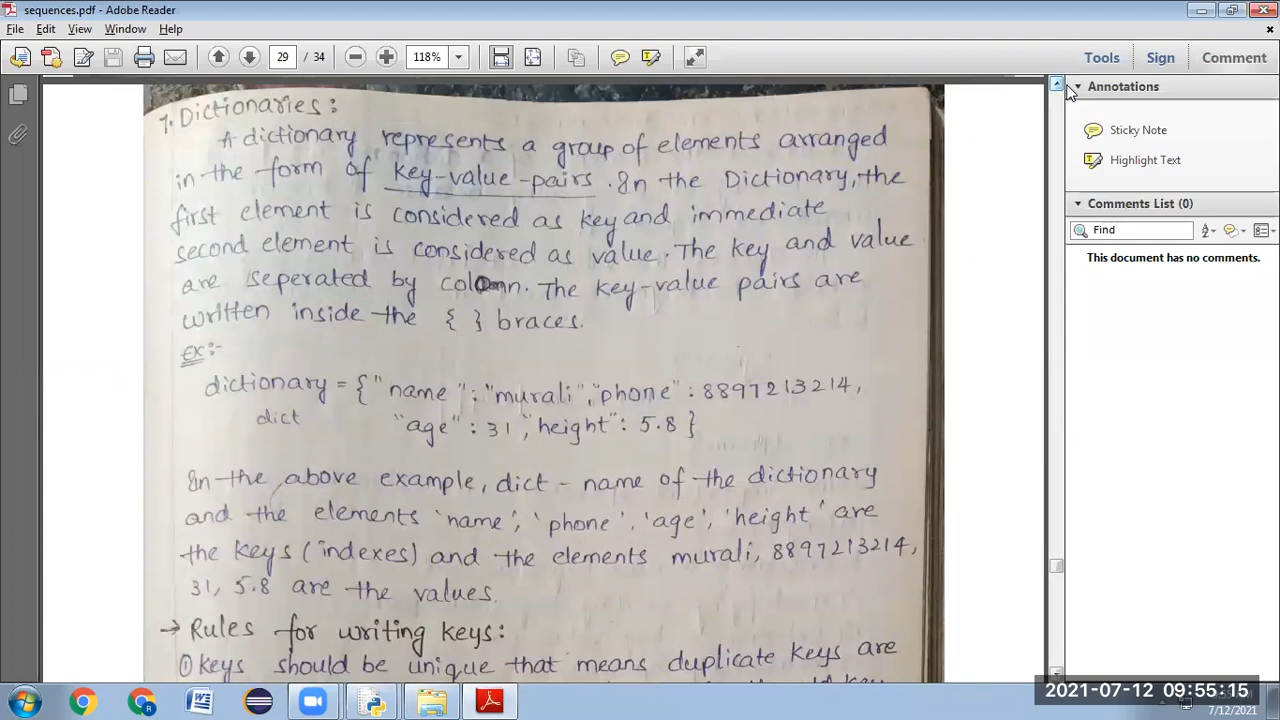 sequences.pdf - Adobe Reader
File Edit View Window Help
29 / 34 118% Tools Sign Comment
7. Dictionaries:
A dictionary represents a group of elements arranged
in the form of key-value-pairs. In the Dictionary, the
first element is considered as key and immediate
second element is considered as value. The key and value
are seperated by colon. The key-value pairs are
written inside the { } braces.
Ex:-
dictionary = {"name":"murali","phone":8897213214,
dict "age":31,"height":5.8}
In the above example, dict - name of the dictionary
and the elements 'name', 'phone', 'age', 'height' are
the keys (indexes) and the elements murali, 8897213214,
31, 5.8 are the values.
→ Rules for writing keys:
① Keys should be unique that means duplicate keys are
Annotations
Sticky Note
Highlight Text
Comments List (0)
Find
This document has no comments.
2021-07-12 09:55:15
7/12/2021